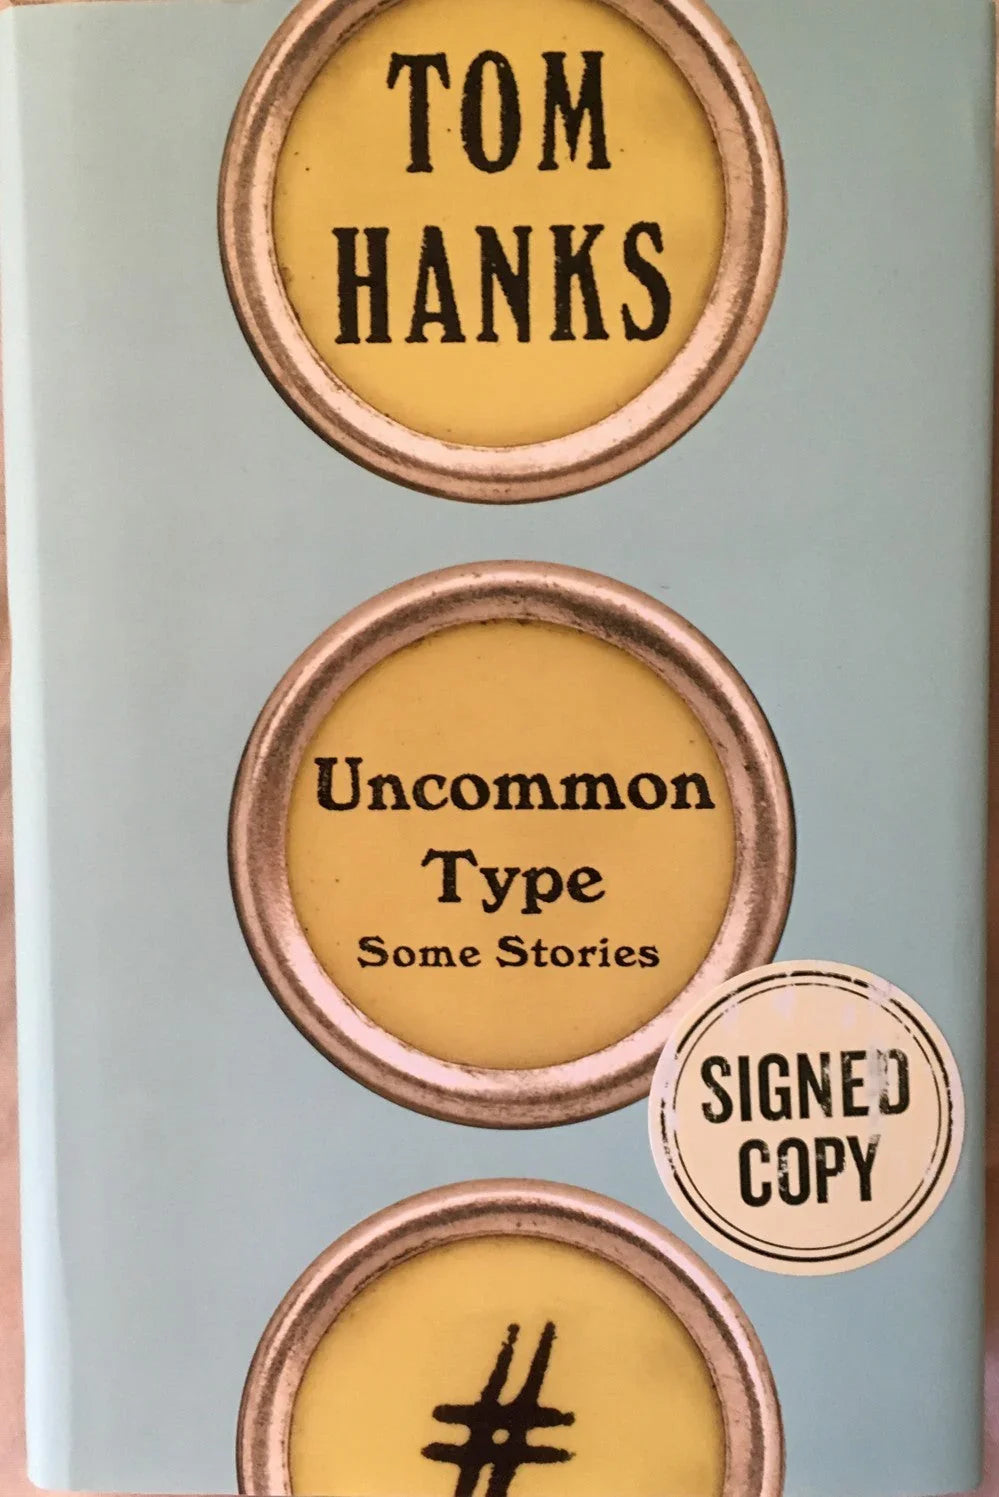 TOM
HANKS
Uncommon
Type
Some Stories
SIGNED
COPY
#